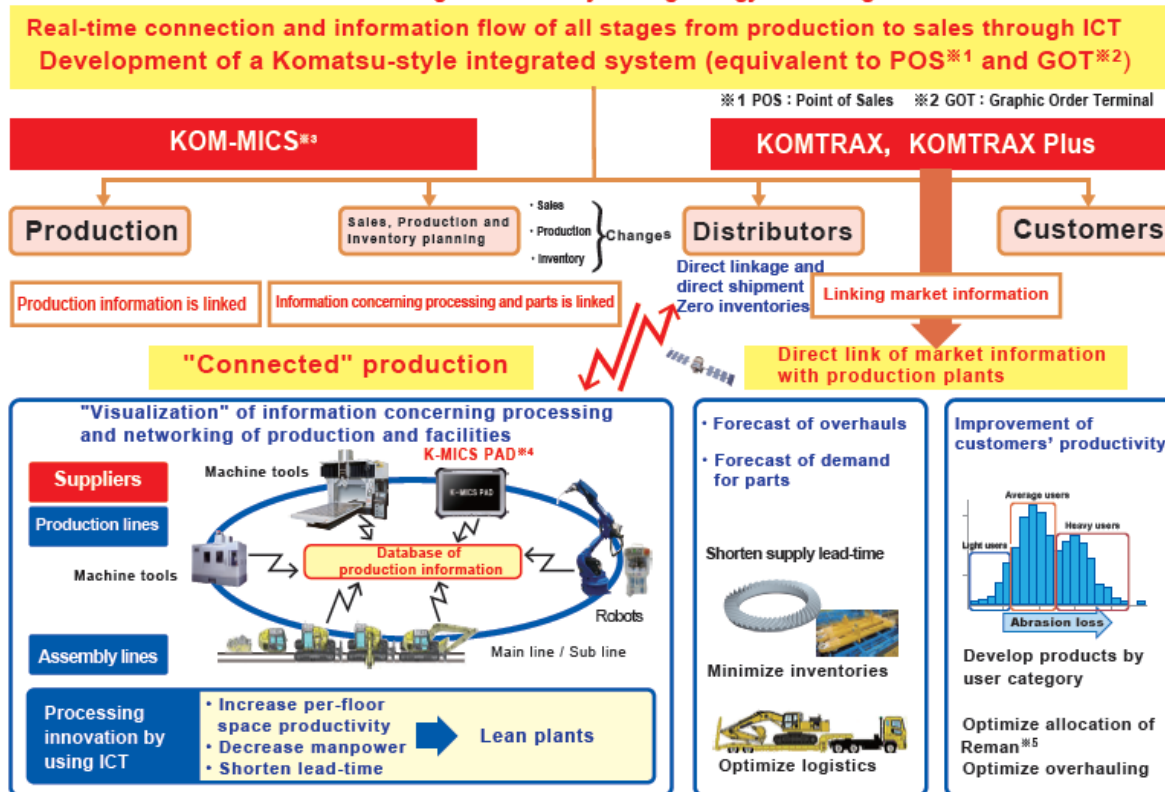 Real-time connection and information flow of all stages from production to sales through ICT
Development of a Komatsu-style integrated system (equivalent to POS※1 and GOT※2)
※1 POS : Point of Sales ※2 GOT : Graphic Order Terminal
KOM-MICS※3
KOMTRAX, KOMTRAX Plus
Production
Sales, Production and
Inventory planning
・Sales
・Production
・Inventory
Changes
Distributors
Customers
Direct linkage and
direct shipment
Zero inventories
Production information is linked
Information concerning processing and parts is linked
Linking market information
"Connected" production
Direct link of market information
with production plants
"Visualization" of information concerning processing
and networking of production and facilities
K-MICS PAD※4
Machine tools
K-MICS PAD
Suppliers
Production lines
Database of
production information
Machine tools
Robots
Main line / Sub line
Assembly lines
Processing
innovation by
using ICT
・Increase per-floor
space productivity
・Decrease manpower
・Shorten lead-time
Lean plants
・Forecast of overhauls
・Forecast of demand
for parts
Shorten supply lead-time
Minimize inventories
Optimize logistics
Improvement of
customers' productivity
Average users
Heavy users
Light users
Abrasion loss
Develop products by
user category
Optimize allocation of
Reman※5
Optimize overhauling